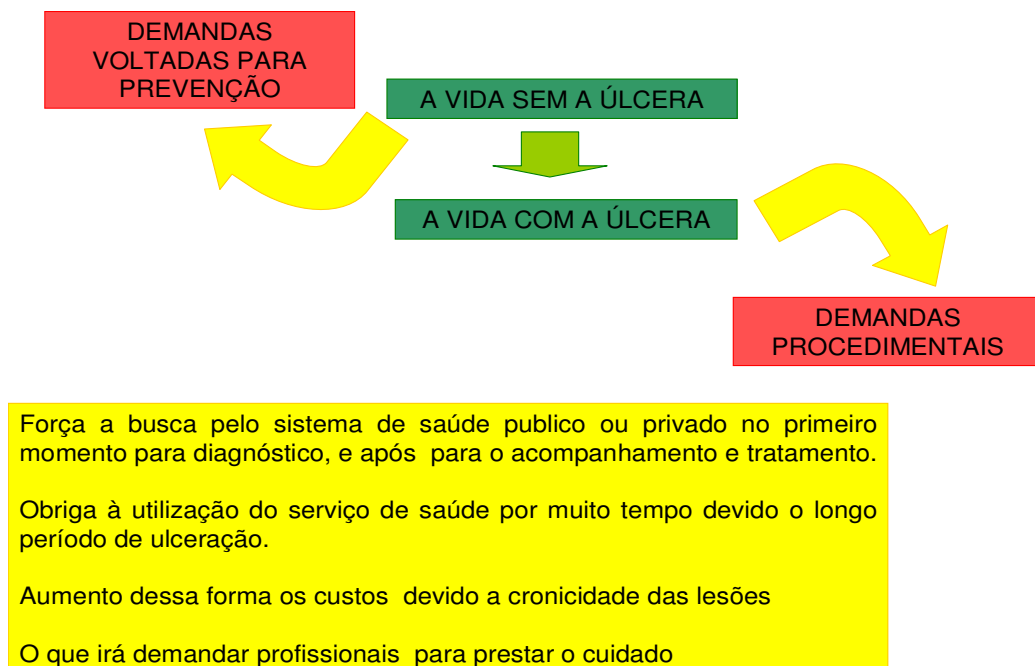 DEMANDAS
VOLTADAS PARA
PREVENÇÃO
A VIDA SEM A ÚLCERA
A VIDA COM A ÚLCERA
DEMANDAS
PROCEDIMENTAIS
Força a busca pelo sistema de saúde publico ou privado no primeiro
momento para diagnóstico, e após para o acompanhamento e tratamento.
Obriga à utilização do serviço de saúde por muito tempo devido o longo
período de ulceração.
Aumento dessa forma os custos devido a cronicidade das lesões
O que irá demandar profissionais para prestar o cuidado